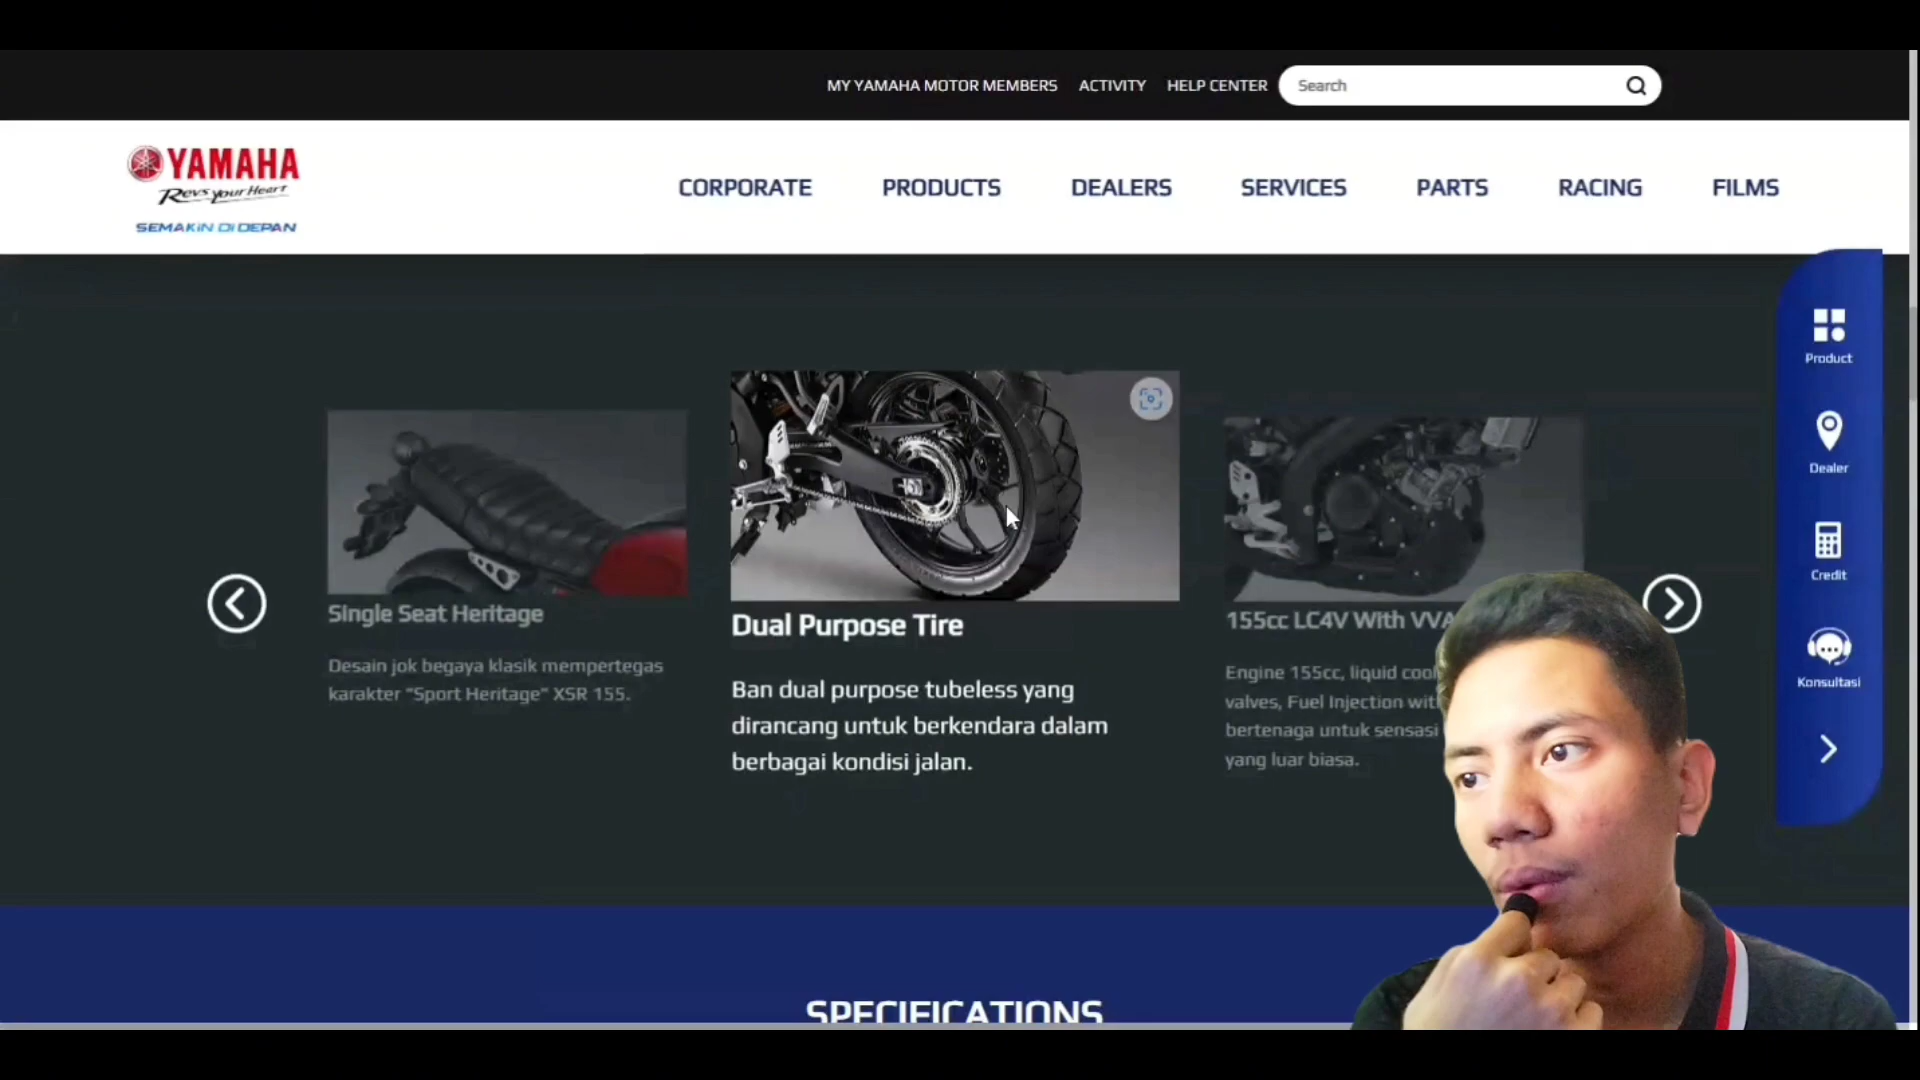 MY YAMAHA MOTOR MEMBERS ACTIVITY HELP CENTER Search
YAMAHA
Revs your Heart
SEMAKIN DI DEPAN
CORPORATE PRODUCTS DEALERS SERVICES PARTS RACING FILMS
Product
Dealer
Credit
Konsultasi
Single Seat Heritage
Desain jok begaya klasik mempertegas
karakter "Sport Heritage" XSR 155.
Dual Purpose Tire
Ban dual purpose tubeless yang
dirancang untuk berkendara dalam
berbagai kondisi jalan.
155cc LC4V With VVA
Engine 155cc, liquid
valves, Fuel Injection
bertenaga untuk sensasi
yang luar biasa.
SPECIFICATIONS